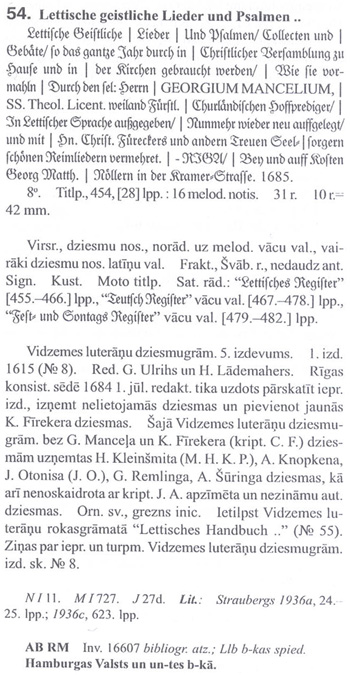 54. Lettische geistliche Lieder und Psalmen ..
Lettische Geistliche | Lieder | Und Psalmen/ Collecten und |
Gebäte/ so das gantze Jahr durch in | Christlicher Versamblung zu
Hause und in | der Kirchen gebraucht werden/ | Wie sie vor-
mahln | Durch den sel: Herrn | GEORGIUM MANCELIUM, |
SS. Theol. Licent. weiland Fürstl. | Churländischen Hoffprediger/ |
In Lettischer Sprache außgegeben/ | Nunmehr wieder neu auffgelegt/
und mit | Hn. Christ. Füreckers und andern Treuen Seel- | sorgern
schönen Reimliedern vermehret. | - RIGA/ | Bey und auff Kosten
Georg Matth. | Nöllern in der Kramer-Strasse. 1685.
8°. Titlp., 454, [28] lpp. : 16 melod. notis. 31 r. 10 r.=
42 mm.
Virsr., dziesmu nos., norād. uz melod. vācu val., vai-
rāki dziesmu nos. latīņu val. Frakt., Švāb. r., nedaudz ant.
Sign. Kust. Moto titlp. Sat. rād.: “Lettisches Register”
[455.–466.] lpp., “Teutsch Register” vācu val. [467.–478.] lpp.,
“Fest- und Sontags Register” vācu val. [479.–482.] lpp.
Vidzemes luterāņu dziesmugrām. 5. izdevums. 1. izd.
1615 (№ 8). Red. G. Ulrihs un H. Lādemahers. Rīgas
konsist. sēdē 1684 1. jūl. redakt. tika uzdots pārskatīt iepr.
izd., izņemt nelietojamās dziesmas un pievienot jaunās
K. Fīrekera dziesmas. Šajā Vidzemes luterāņu dziesmu-
grām. bez G. Manceļa un K. Fīrekera (kript. C. F.) dzies-
mām uzņemtas H. Kleinšmita (M. H. K. P.), A. Knopkena,
J. Otonisa (J. O.), G. Remlinga, A. Šūringa dziesmas, kā
arī nenoskaidrota ar kript. J. A. apzīmēta un nezināmu aut.
dziesmas. Orn. sv., grezns inic. Ietilpst Vidzemes lu-
terāņu rokasgrāmatā “Lettisches Handbuch ..” (№ 55).
Ziņas par iepr. un turpm. Vidzemes luterāņu dziesmugrām.
izd. sk. № 8.
N I 11. M I 727. J 27d. Lit.: Straubergs 1936a, 24.–
25. lpp.; 1936c, 623. lpp.
AB RM Inv. 16607 bibliogr. atz.; Llb b-kas spied.
Hamburgas Valsts un un-tes b-kā.